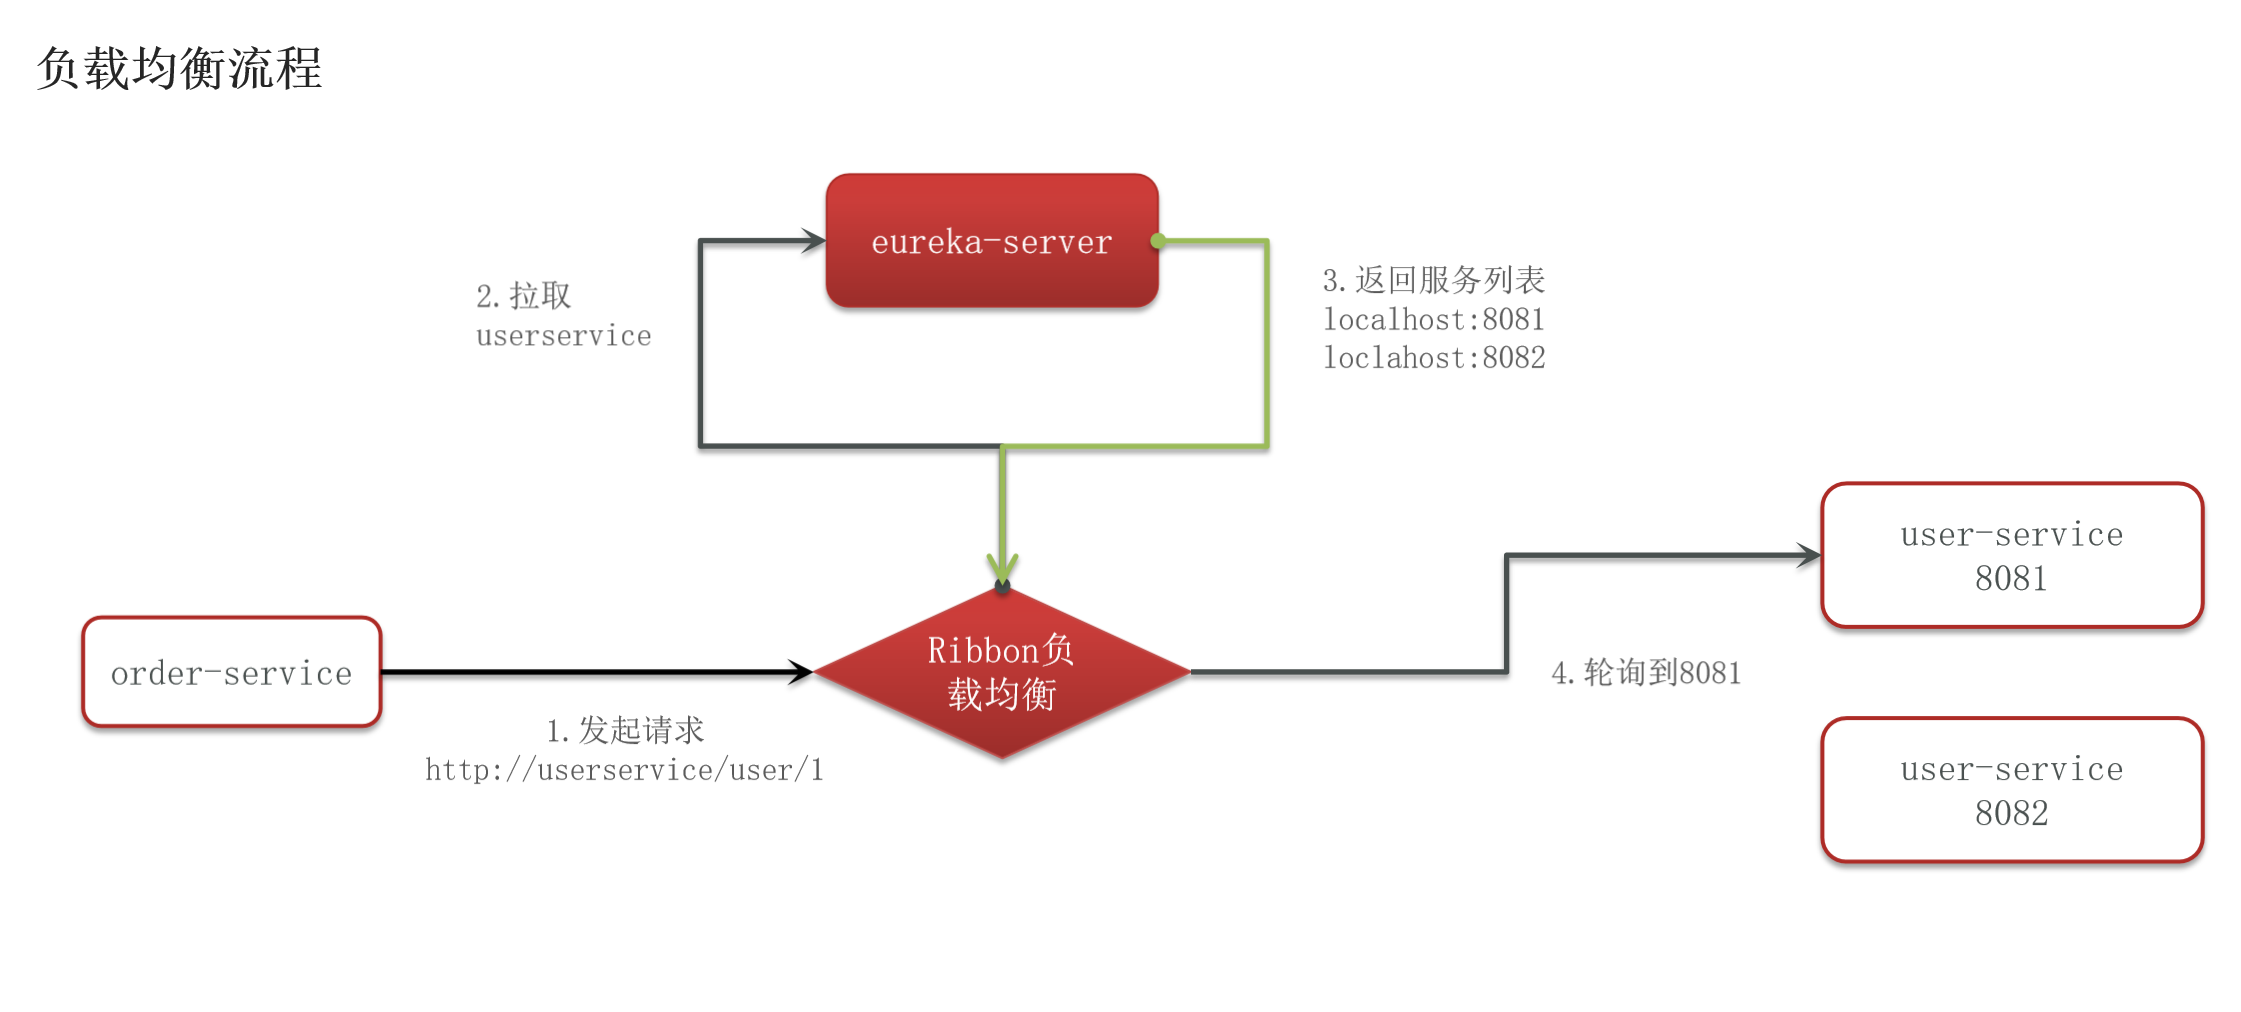 负载均衡流程
eureka-server
2.拉取
userservice
3.返回服务列表
localhost:8081
loclahost:8082
user-service
8081
order-service
Ribbon负
载均衡
4.轮询到8081
1.发起请求
http://userservice/user/1
user-service
8082